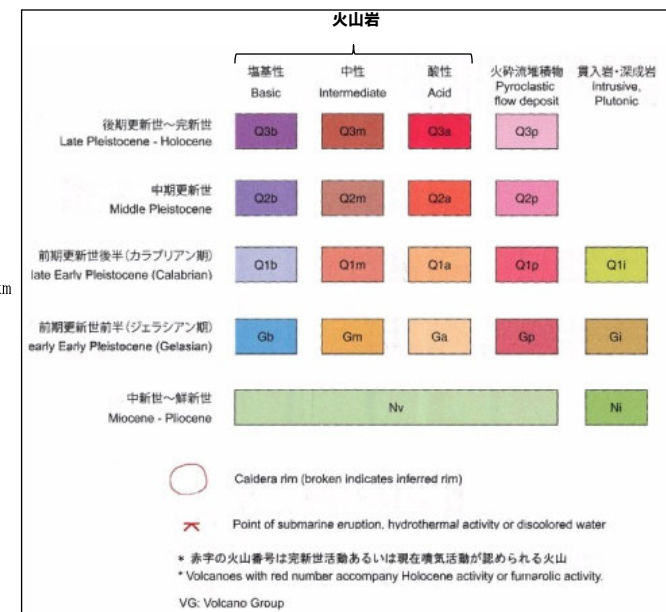 火山岩
塩基性 中性 酸性 火砕流堆積物 貫入岩・深成岩
Basic Intermediate Acid Pyroclastic flow deposit Intrusive, Plutonic
後期更新世～完新世
Late Pleistocene - Holocene
Q3b Q3m Q3a Q3p
中期更新世
Middle Pleistocene
Q2b Q2m Q2a Q2p
前期更新世後半(カラブリアン期)
late Early Pleistocene (Calabrian)
Q1b Q1m Q1a Q1p Q1i
km
前期更新世前半(ジェラシアン期)
early Early Pleistocene (Gelasian)
Gb Gm Ga Gp Gi
中新世～鮮新世
Miocene - Pliocene
Nv Ni
Caldera rim (broken indicates inferred rim)
Point of submarine eruption, hydrothermal activity or discolored water
* 赤字の火山番号は完新世活動あるいは現在噴気活動が認められる火山
* Volcanoes with red number accompany Holocene activity or fumarolic activity.
VG: Volcano Group